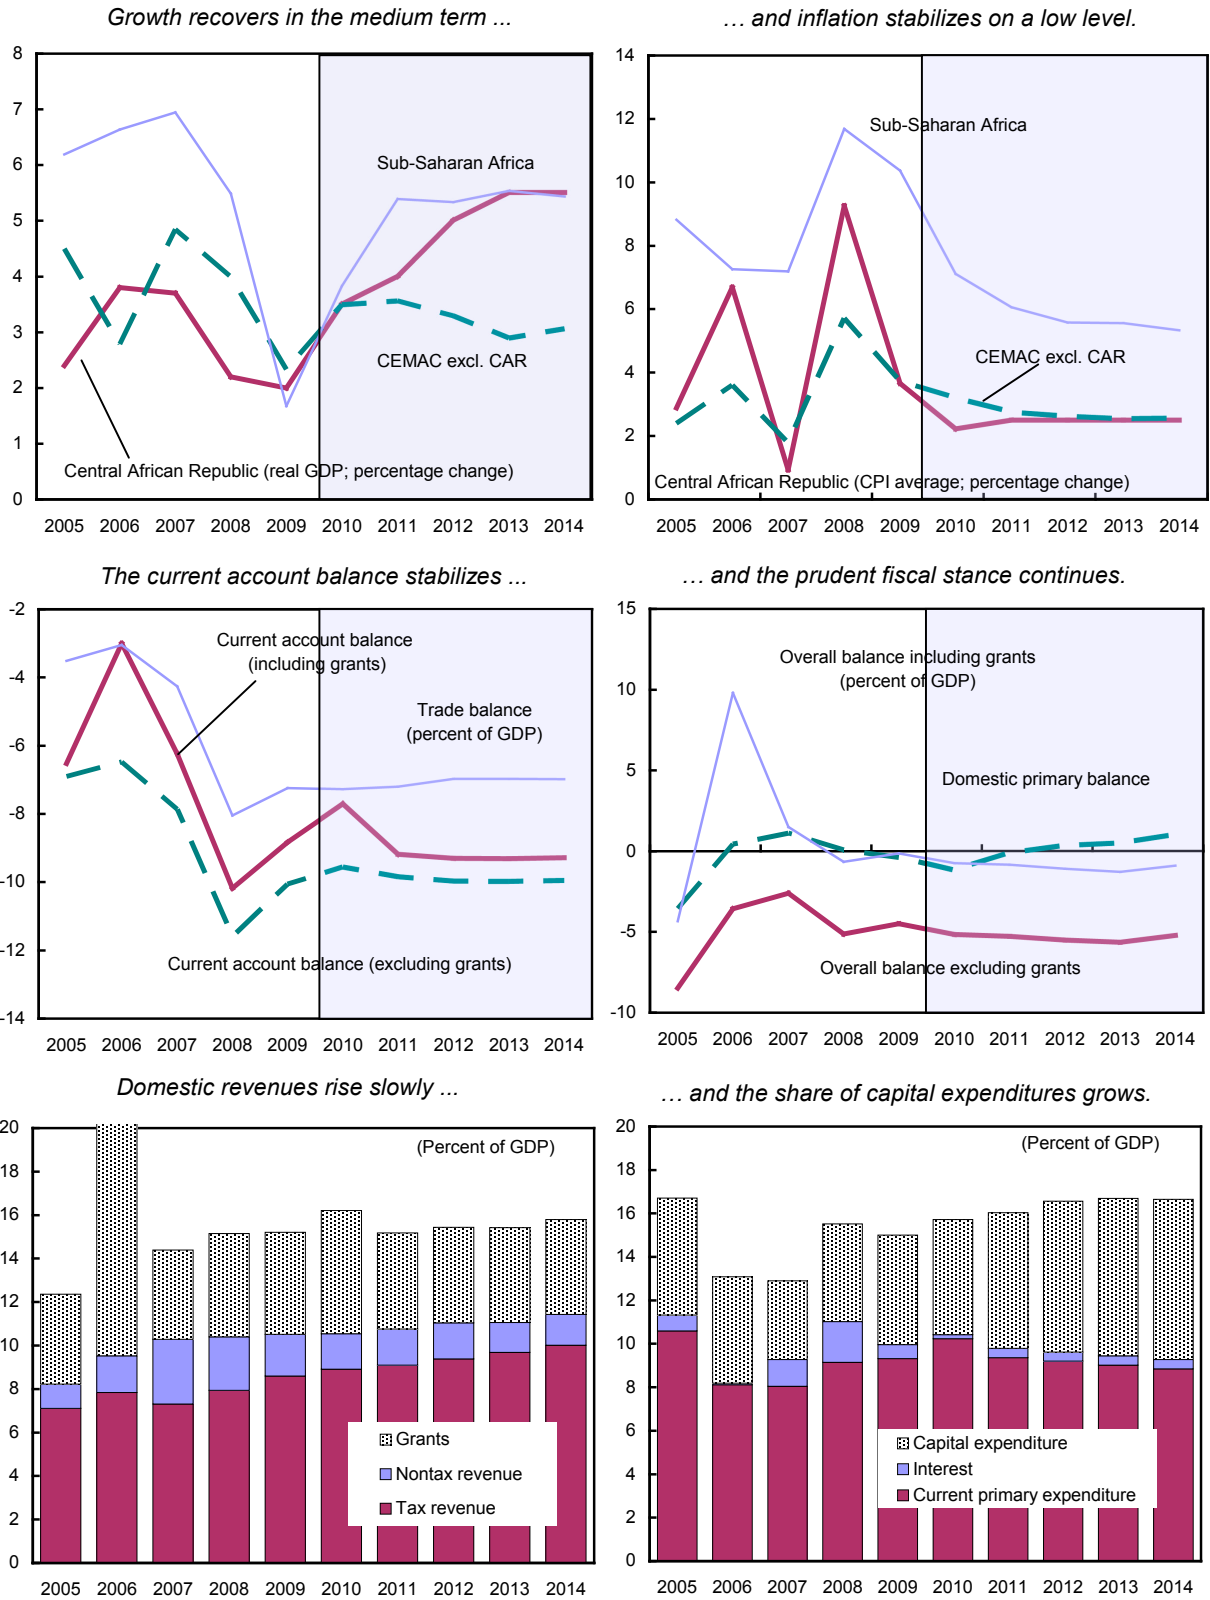 Growth recovers in the medium term ...
8
7
6
5
4
3
2
1
0
Sub-Saharan Africa
CEMAC excl. CAR
Central African Republic (real GDP; percentage change)
2005 2006 2007 2008 2009 2010 2011 2012 2013 2014
… and inflation stabilizes on a low level.
14
12
10
8
6
4
2
0
Sub-Saharan Africa
CEMAC excl. CAR
Central African Republic (CPI average; percentage change)
2005 2006 2007 2008 2009 2010 2011 2012 2013 2014
The current account balance stabilizes ...
-2
-4
-6
-8
-10
-12
-14
Current account balance
(including grants)
Trade balance
(percent of GDP)
Current account balance (excluding grants)
2005 2006 2007 2008 2009 2010 2011 2012 2013 2014
… and the prudent fiscal stance continues.
15
10
5
0
-5
-10
Overall balance including grants
(percent of GDP)
Domestic primary balance
Overall balance excluding grants
2005 2006 2007 2008 2009 2010 2011 2012 2013 2014
Domestic revenues rise slowly ...
20
18
16
14
12
10
8
6
4
2
0
(Percent of GDP)
Grants
Nontax revenue
Tax revenue
2005 2006 2007 2008 2009 2010 2011 2012 2013 2014
… and the share of capital expenditures grows.
20
18
16
14
12
10
8
6
4
2
0
(Percent of GDP)
Capital expenditure
Interest
Current primary expenditure
2005 2006 2007 2008 2009 2010 2011 2012 2013 2014